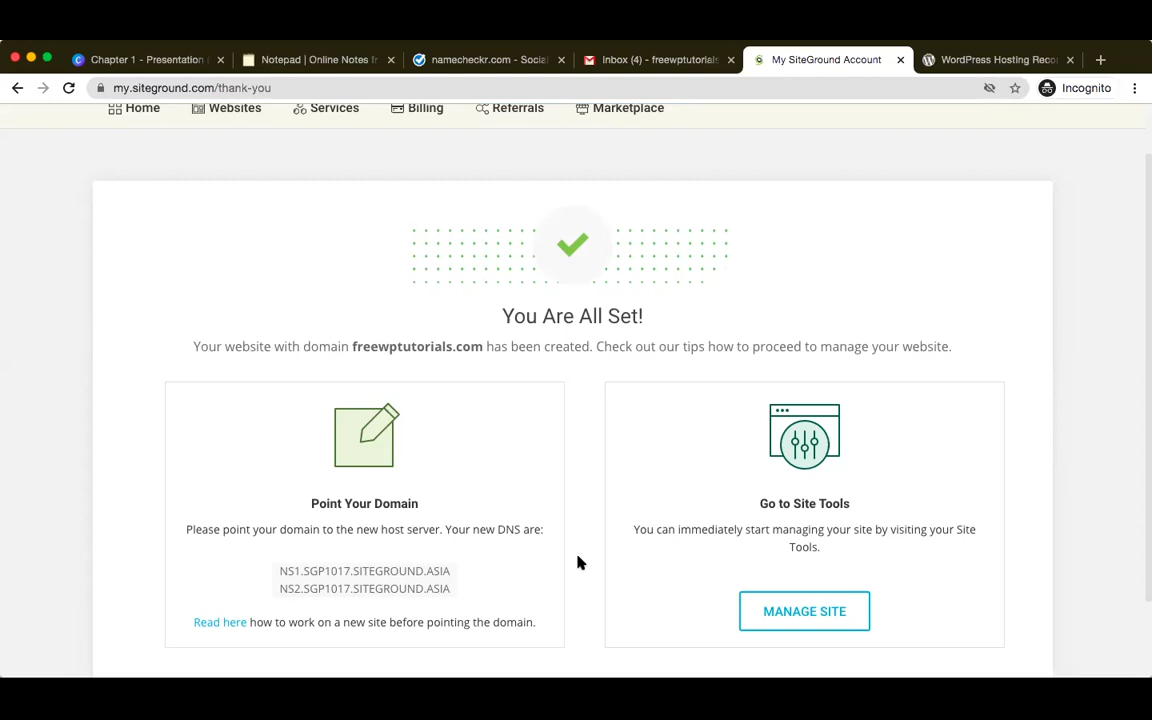 Chapter 1 - Presentation
Notepad | Online Notes fr
namecheckr.com - Social
Inbox (4) - freewptutorials
My SiteGround Account
WordPress Hosting Reco
my.siteground.com/thank-you
Incognito
Home
Websites
Services
Billing
Referrals
Marketplace
You Are All Set!
Your website with domain freewptutorials.com has been created. Check out our tips how to proceed to manage your website.
Point Your Domain
Please point your domain to the new host server. Your new DNS are:
NS1.SGP1017.SITEGROUND.ASIA
NS2.SGP1017.SITEGROUND.ASIA
Read here how to work on a new site before pointing the domain.
Go to Site Tools
You can immediately start managing your site by visiting your Site
Tools.
MANAGE SITE